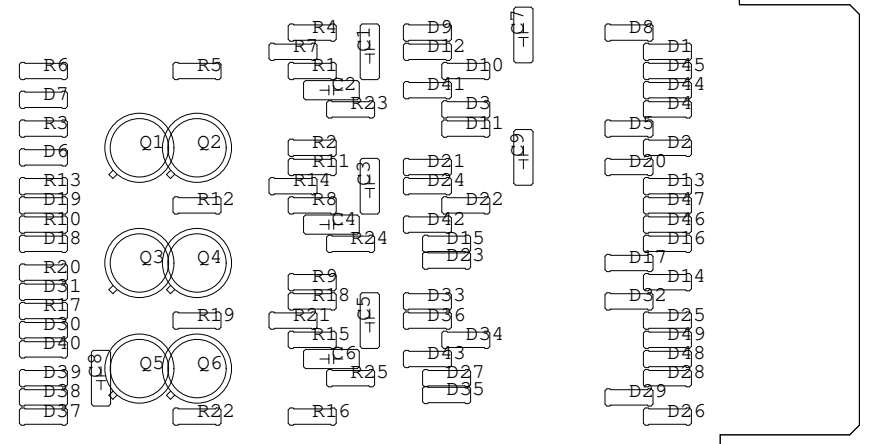 R4 C1 D9 C7 D8
R7 D12 D1
R6 R5 R1 D10 D45
D7 C2 D41 D44
R23 D3 D4
R3 D11 D5
Q1 Q2 R2 C9 D2
D6 R11 C3 D21 D20
R13 R14 D24 D13
D19 R12 R8 D22 D47
R10 C4 D42 D46
D18 R24 D15 D16
Q3 Q4 D23 D17
R20 R9 D14
D31 R18 C5 D33 D32
R17 R19 R21 D36 D25
D30 R15 D34 D49
D40 C8 Q5 Q6 C6 D43 D48
D39 R25 D27 D28
D38 D35 D29
D37 R22 R16 D26